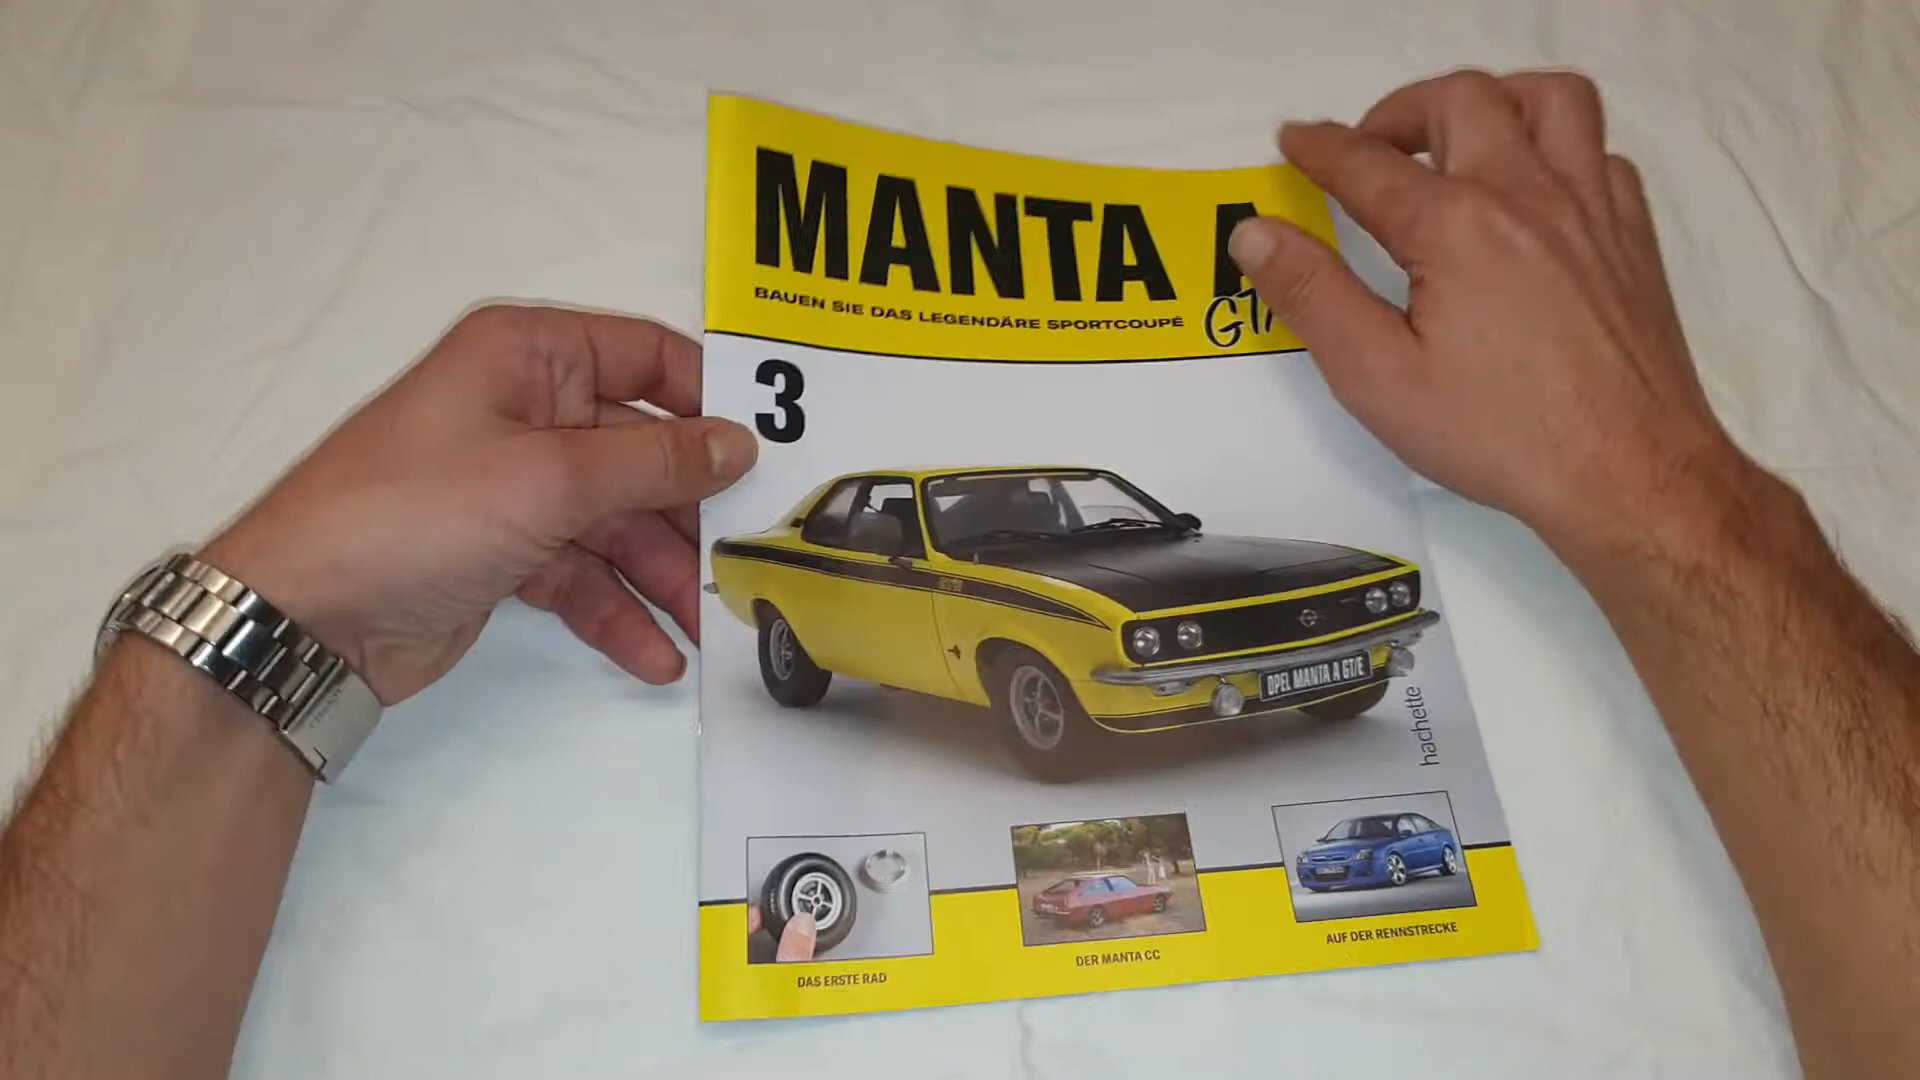 MANTA A
BAUEN SIE DAS LEGENDÄRE SPORTCOUPÉ
3
OPEL MANTA A GT/E
hachette
DAS ERSTE RAD
DER MANTA CC
AUF DER RENNSTRECKE